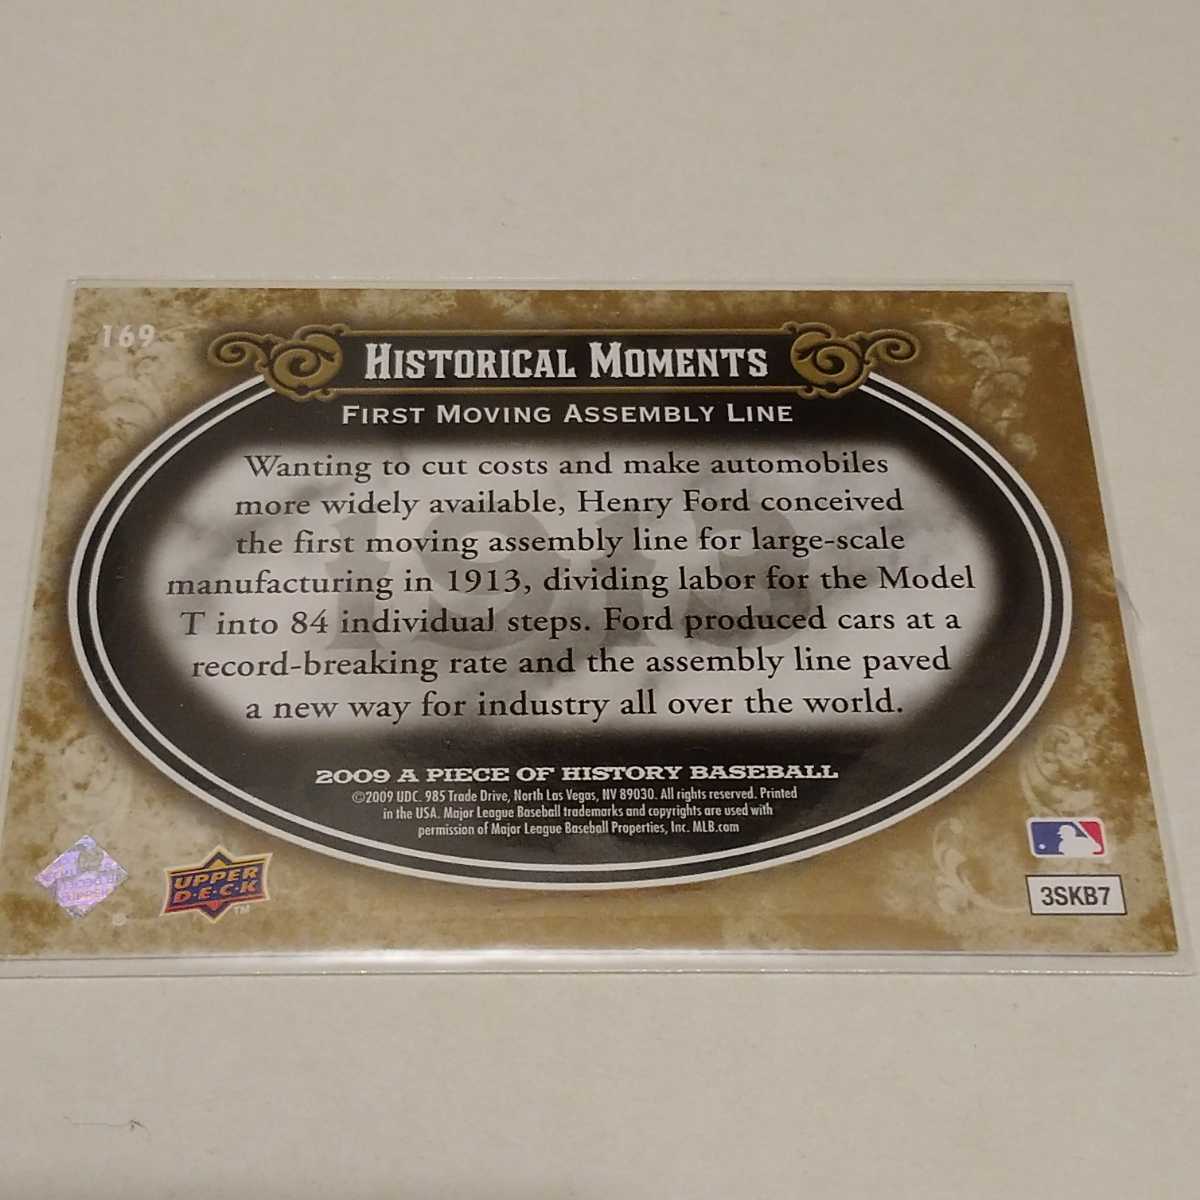 169
HISTORICAL MOMENTS
FIRST MOVING ASSEMBLY LINE
Wanting to cut costs and make automobiles
more widely available, Henry Ford conceived
the first moving assembly line for large-scale
manufacturing in 1913, dividing labor for the Model
T into 84 individual steps. Ford produced cars at a
record-breaking rate and the assembly line paved
a new way for industry all over the world.
1913
2009 A PIECE OF HISTORY BASEBALL
©2009 UDC. 985 Trade Drive, North Las Vegas, NV 89030. All rights reserved. Printed
in the USA. Major League Baseball trademarks and copyrights are used with
permission of Major League Baseball Properties, Inc. MLB.com
UPPER
D·E·C·K
TM
3SKB7